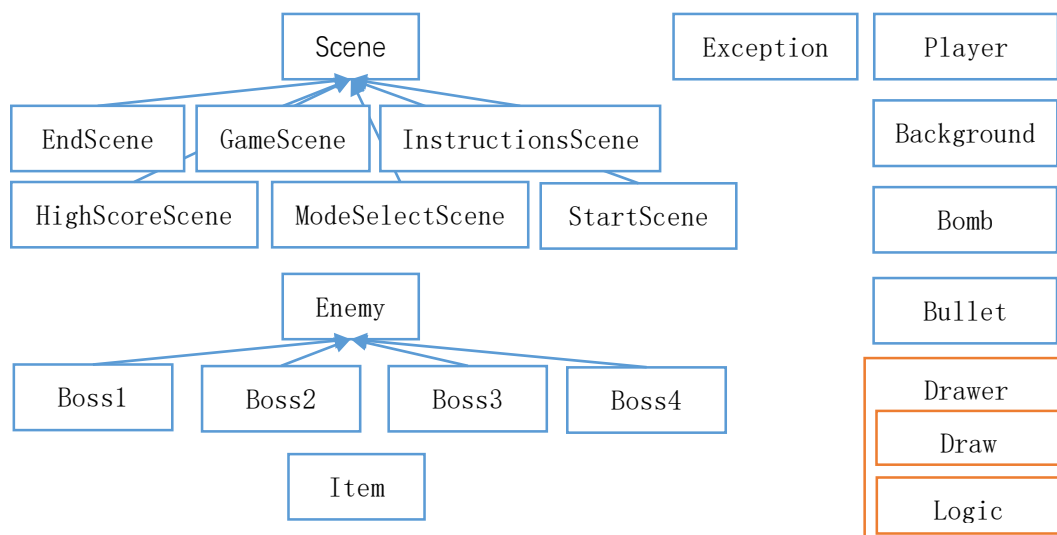 Scene
Exception
Player
EndScene
GameScene
InstructionsScene
Background
HighScoreScene
ModeSelectScene
StartScene
Bomb
Enemy
Bullet
Boss1
Boss2
Boss3
Boss4
Drawer
Draw
Item
Logic